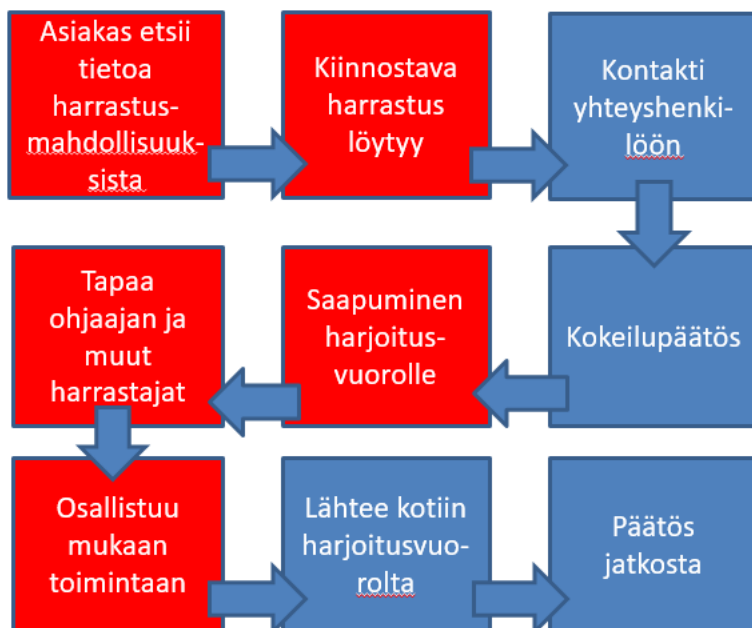 Asiakas etsii
tietoa
harrastus-
mahdollisuuk-
sista
Kiinnostava
harrastus
löytyy
Kontakti
yhteyshenki-
löön
Kokeilupäätös
Saapuminen
harjoitus-
vuorolle
Tapaa
ohjaajan ja
muut
harrastajat
Osallistuu
mukaan
toimintaan
Lähtee kotiin
harjoitusvuo-
rolta
Päätös
jatkosta